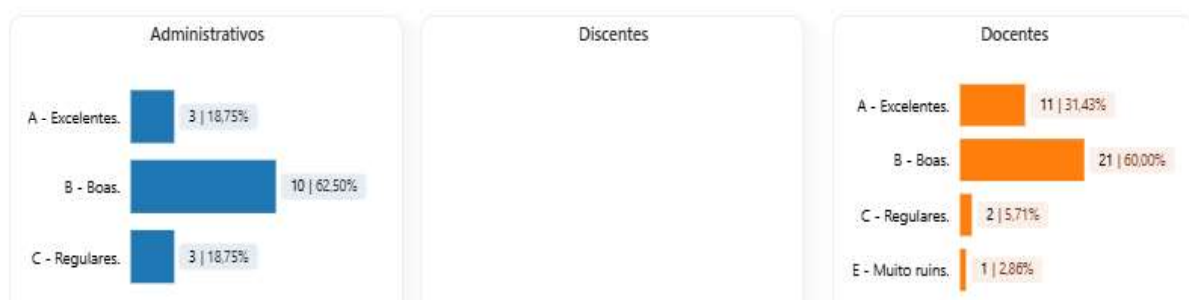 Administrativos
A - Excelentes.
3 | 18,75%
B - Boas.
10 | 62,50%
C - Regulares.
3 | 18,75%
Discentes
Docentes
A - Excelentes.
11 | 31,43%
B - Boas.
21 | 60,00%
C - Regulares.
2 | 5,71%
E - Muito ruins.
1 | 2,86%